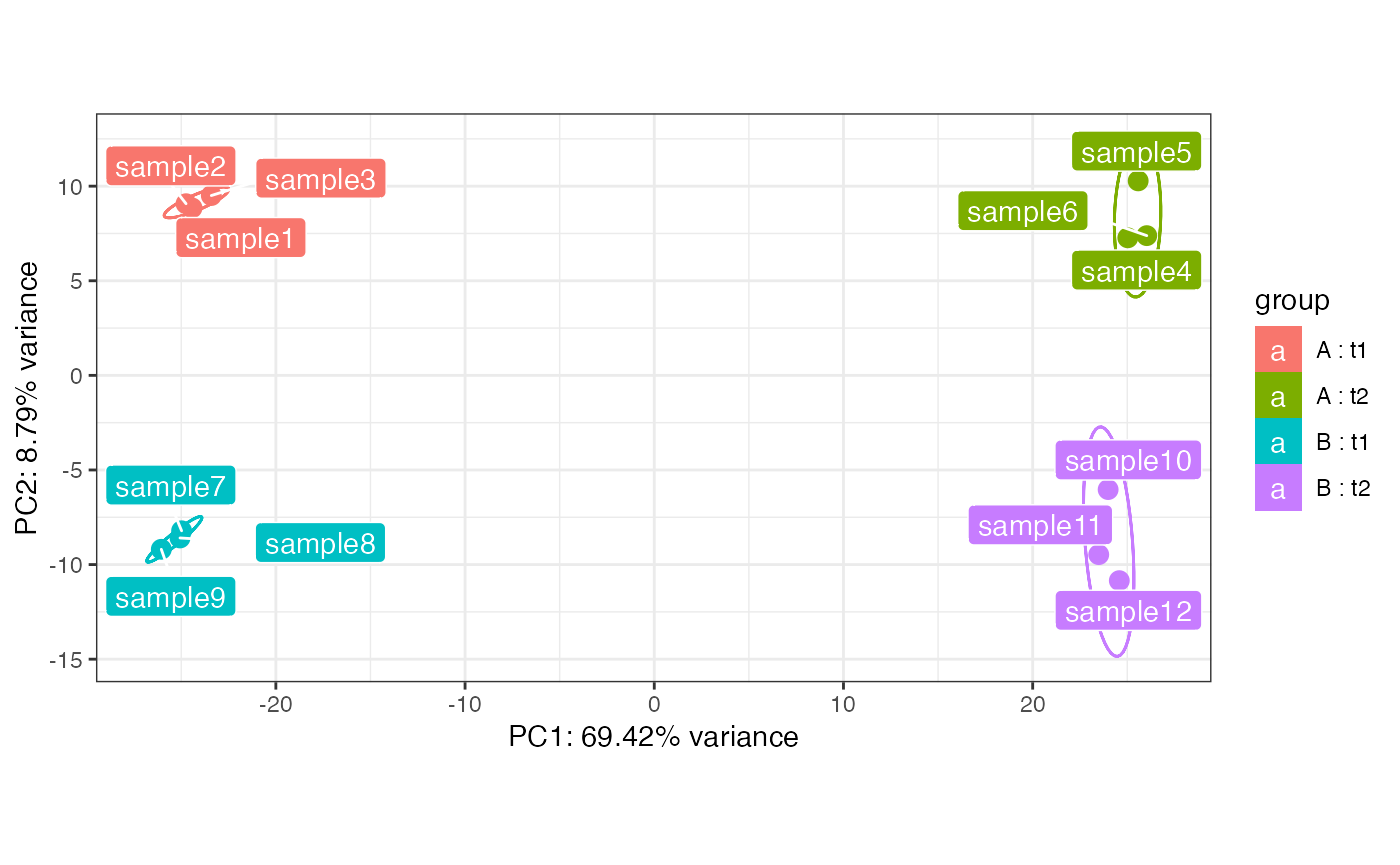 sample5
sample2
sample3
sample6
sample1
sample4
sample10
sample7
sample11
sample8
sample9
sample12
10
5
0
-5
-10
-15
PC2: 8.79% variance
-20
-10
0
10
20
PC1: 69.42% variance
group
a A : t1
a A : t2
a B : t1
a B : t2